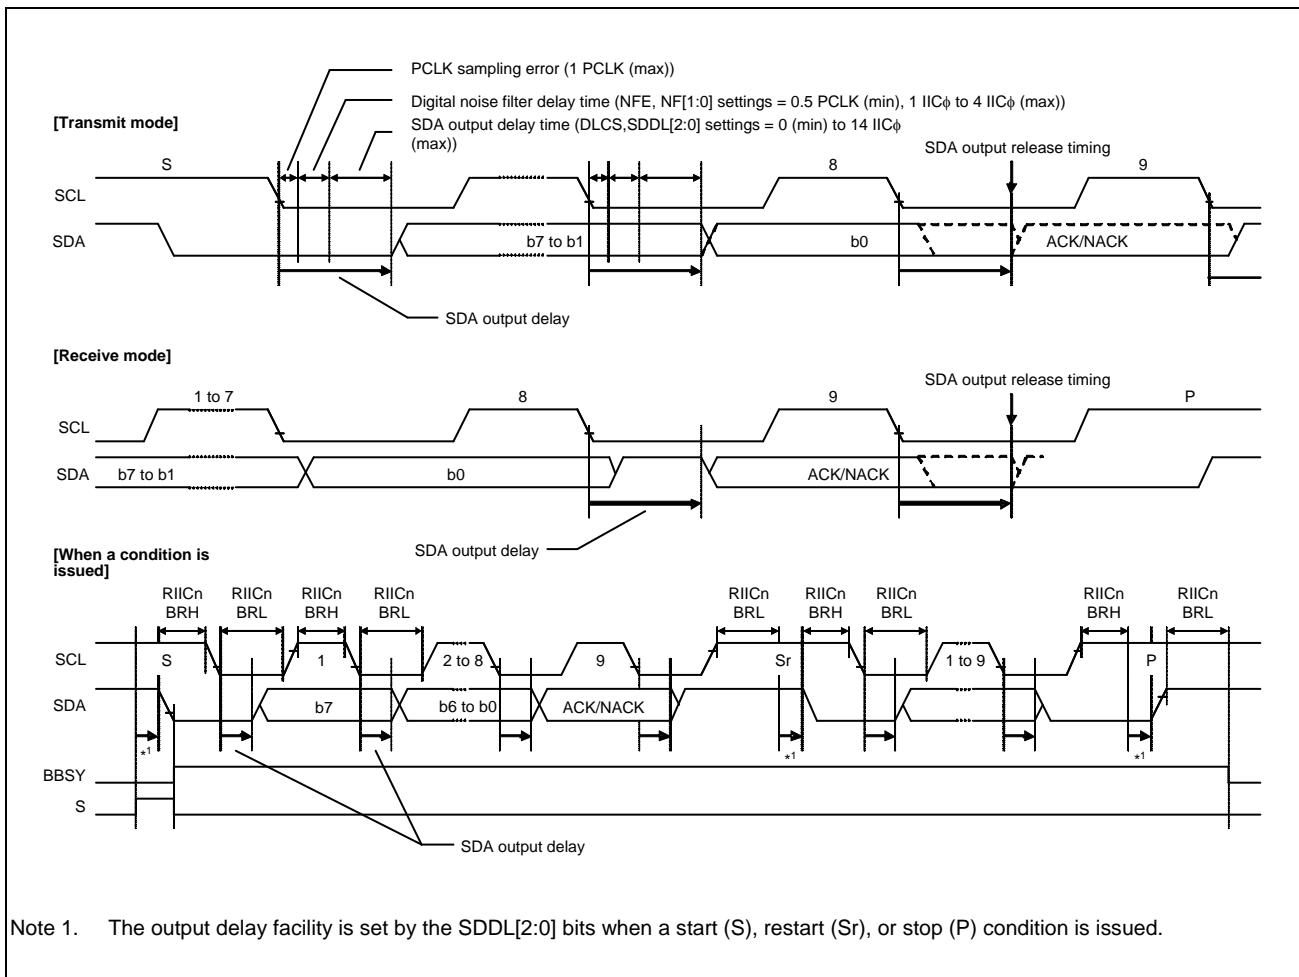 PCLK sampling error (1 PCLK (max))
Digital noise filter delay time (NFE, NF[1:0] settings = 0.5 PCLK (min), 1 IICϕ to 4 IICϕ (max))
[Transmit mode]
SDA output delay time (DLCS,SDDL[2:0] settings = 0 (min) to 14 IICϕ
(max))
SDA output release timing
S
8
9
SCL
SDA
b7 to b1
b0
ACK/NACK
SDA output delay
[Receive mode]
SDA output release timing
1 to 7
8
9
P
SCL
SDA
b7 to b1
b0
ACK/NACK
SDA output delay
[When a condition is
issued]
RIICn
BRH
RIICn
BRL
RIICn
BRH
RIICn
BRL
RIICn
BRL
RIICn
BRH
RIICn
BRL
RIICn
BRH
RIICn
BRL
SCL
S
1
2 to 8
9
Sr
1 to 9
P
SDA
b7
b6 to b0
ACK/NACK
*1
*1
*1
BBSY
S
SDA output delay
Note 1. The output delay facility is set by the SDDL[2:0] bits when a start (S), restart (Sr), or stop (P) condition is issued.